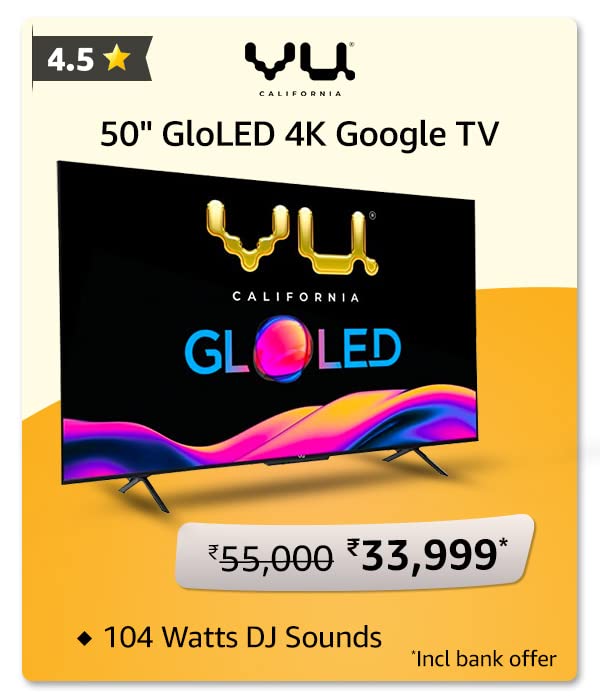 4.5
VU®
CALIFORNIA
50" GloLED 4K Google TV
VU®
CALIFORNIA
GLOLED
VU
₹55,000 ₹33,999*
◆ 104 Watts DJ Sounds
*Incl bank offer